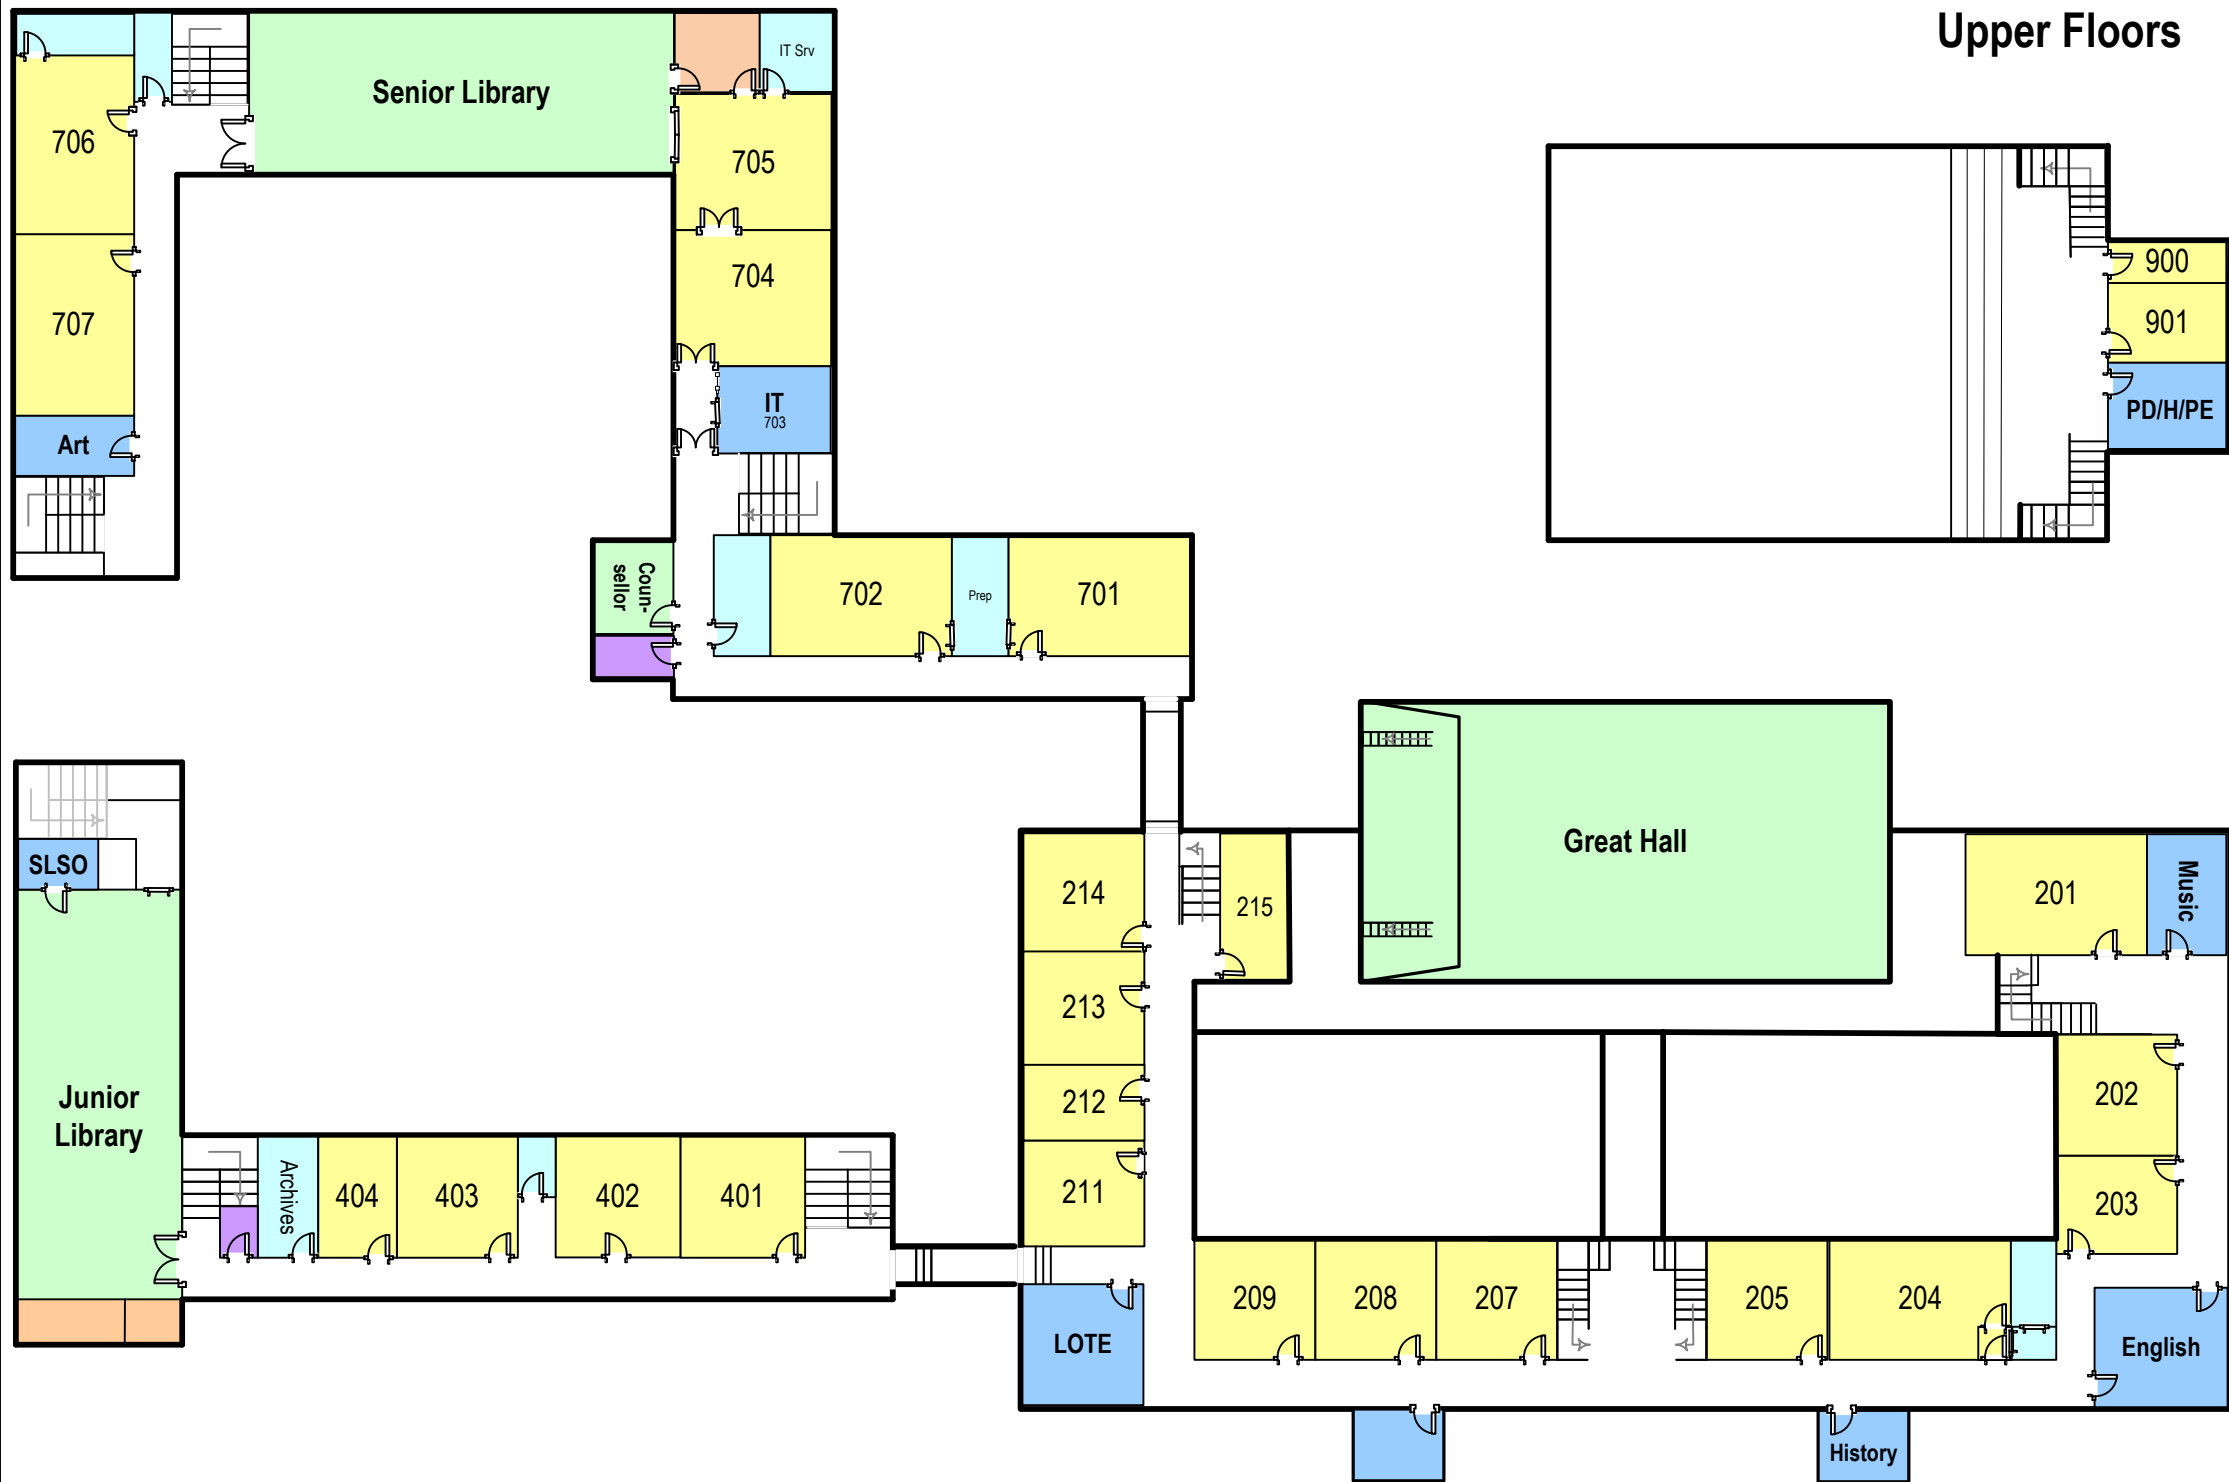 Upper Floors
IT Srv
Senior Library
706
705
900
704
901
707
IT
703
PD/H/PE
Art
Coun-
sellor
702
Prep
701
Great Hall
SLSO
214
215
201
Music
213
Junior
Library
212
202
Archives
404
403
402
401
211
203
209
208
207
205
204
LOTE
English
History